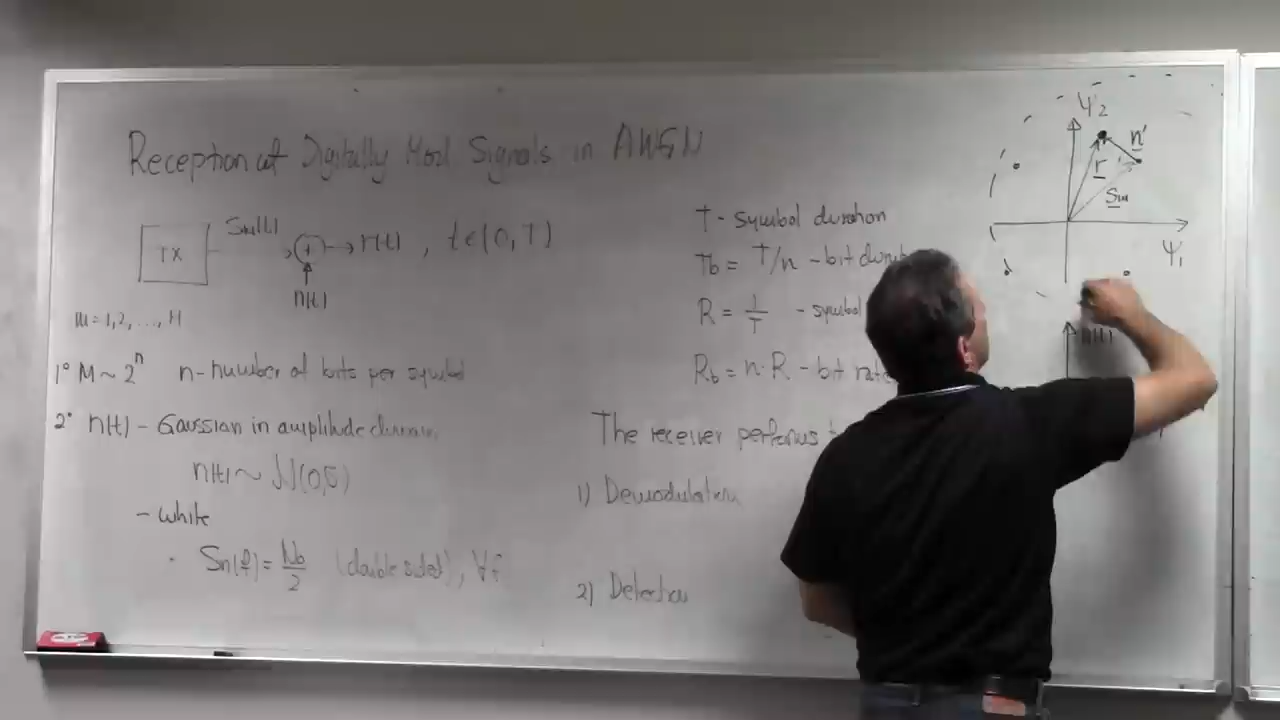 Reception of Digitally Mod Signals in AWGN
TX Sm(t) + r(t) , t∈(0,T)
n(t)
m=1,2,...,M
1° M ~ 2^n n-number of bits per symbol
2° n(t) - Gaussian in amplitude domain
n(t) ~ N(0,σ)
- white
Sn(f) = No/2 (double sided), ∀f
T - symbol duration
Tb = T/n - bit
R = 1/T - symbol
Rb = n·R - bit rate
The receiver performs
1) Demodulation
2) Detection
Ψ2
n'
r
Sm
Ψ1
n(t)